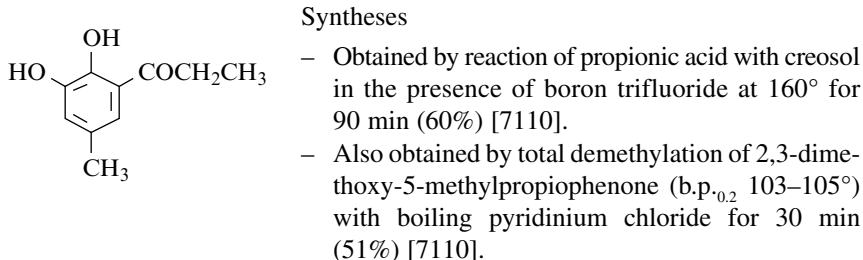 Syntheses
OH
HO
COCH2CH3
CH3
– Obtained by reaction of propionic acid with creosol
in the presence of boron trifluoride at 160° for
90 min (60%) [7110].
– Also obtained by total demethylation of 2,3-dime-
thoxy-5-methylpropiophenone (b.p.0.2 103–105°)
with boiling pyridinium chloride for 30 min
(51%) [7110].